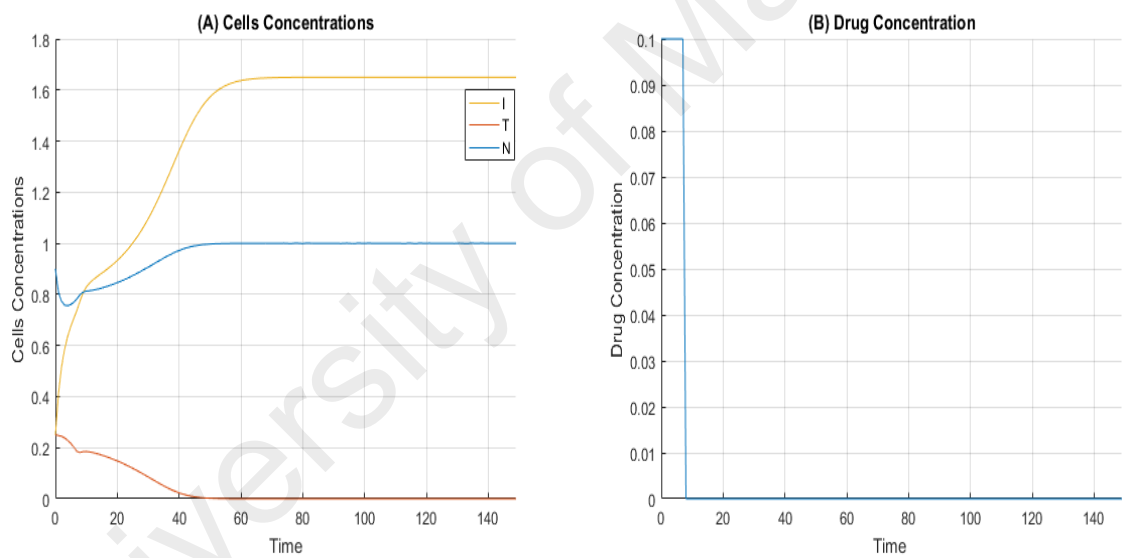 (A) Cells Concentrations
1.8
1.6
1.4
1.2
1
0.8
0.6
0.4
0.2
0
Cells Concentrations
0 20 40 60 80 100 120 140
Time
I
T
N
(B) Drug Concentration
0.1
0.09
0.08
0.07
0.06
0.05
0.04
0.03
0.02
0.01
0
Drug Concentration
0 20 40 60 80 100 120 140
Time
versity of Ma